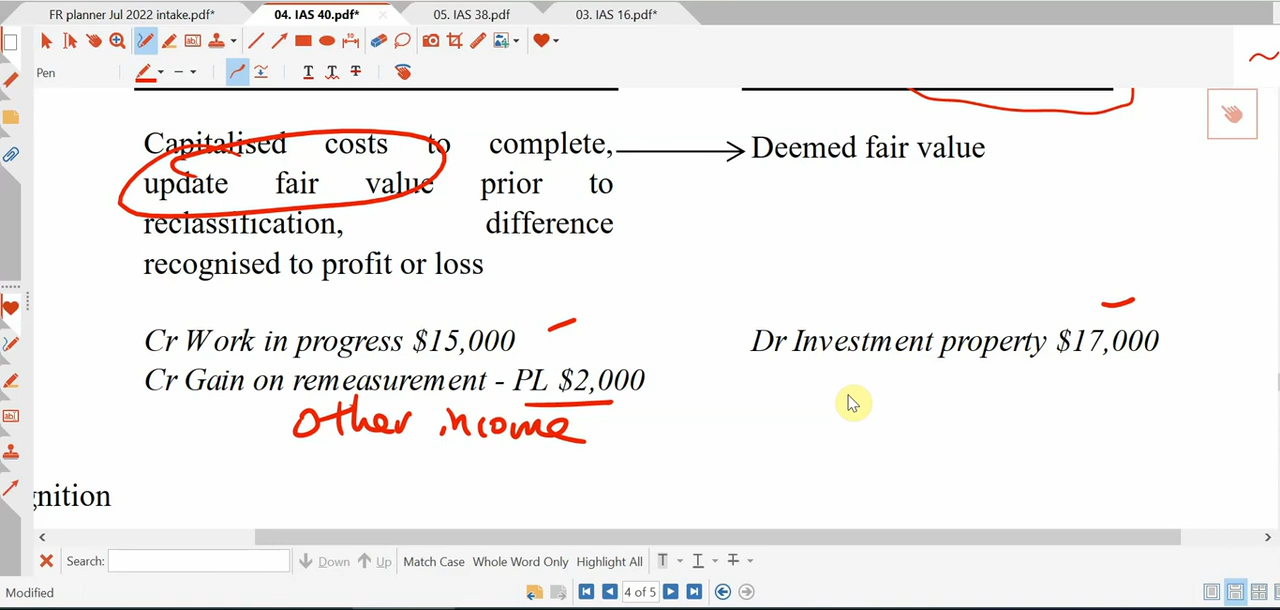 FR planner Jul 2022 intake.pdf*
04. IAS 40.pdf*
05. IAS 38.pdf
03. IAS 16.pdf*
Pen
Capitalised costs to complete,
update fair value prior to
reclassification, difference
recognised to profit or loss
Deemed fair value
Cr Work in progress $15,000
Cr Gain on remeasurement - PL $2,000
Other income
Dr Investment property $17,000
gnition
Search:
Down
Up
Match Case
Whole Word Only
Highlight All
Modified
4 of 5